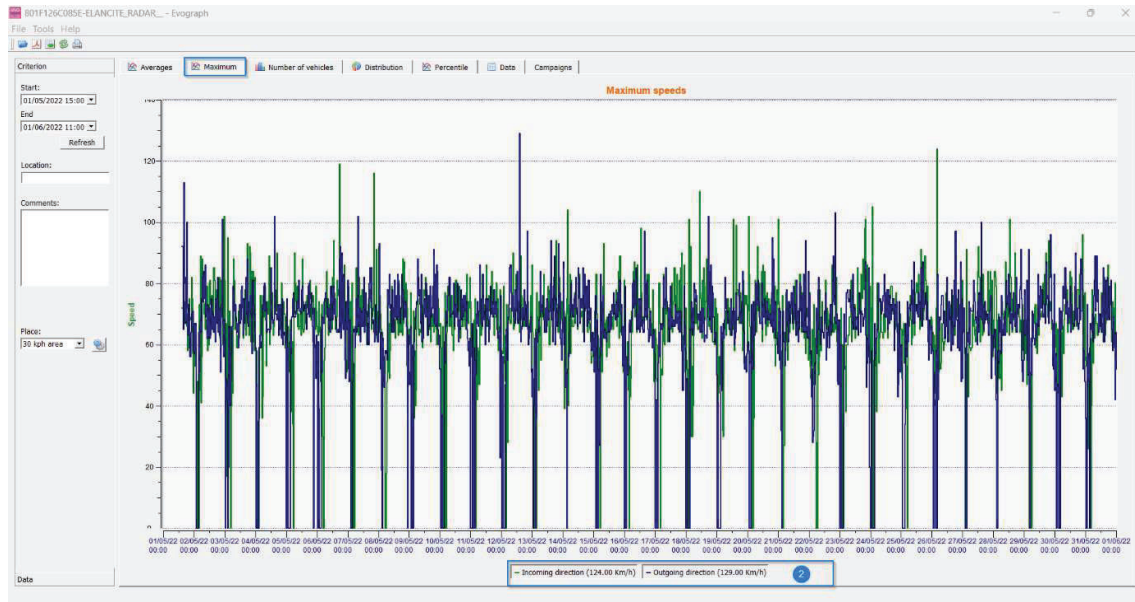 801F126C085E-ELANCITE_RADAR__ - Evograph
File Tools Help
Criterion
Start:
01/05/2022 15:00
End
01/06/2022 11:00
Refresh
Location:
Comments:
Place:
30 kph area
Data
Averages Maximum Number of vehicles Distribution Percentile Data Campaigns
Maximum speeds
140
120
100
80
60
40
20
0
Speed
01/05/22 02/05/22 03/05/22 04/05/22 05/05/22 06/05/22 07/05/22 08/05/22 09/05/22 10/05/22 11/05/22 12/05/22 13/05/22 14/05/22 15/05/22 16/05/22 17/05/22 18/05/22 19/05/22 20/05/22 21/05/22 22/05/22 23/05/22 24/05/22 25/05/22 26/05/22 27/05/22 28/05/22 29/05/22 30/05/22 31/05/22 01/06/22
00:00 00:00 00:00 00:00 00:00 00:00 00:00 00:00 00:00 00:00 00:00 00:00 00:00 00:00 00:00 00:00 00:00 00:00 00:00 00:00 00:00 00:00 00:00 00:00 00:00 00:00 00:00 00:00 00:00 00:00 00:00 00:00
Incoming direction (124.00 Km/h) Outgoing direction (129.00 Km/h) 2